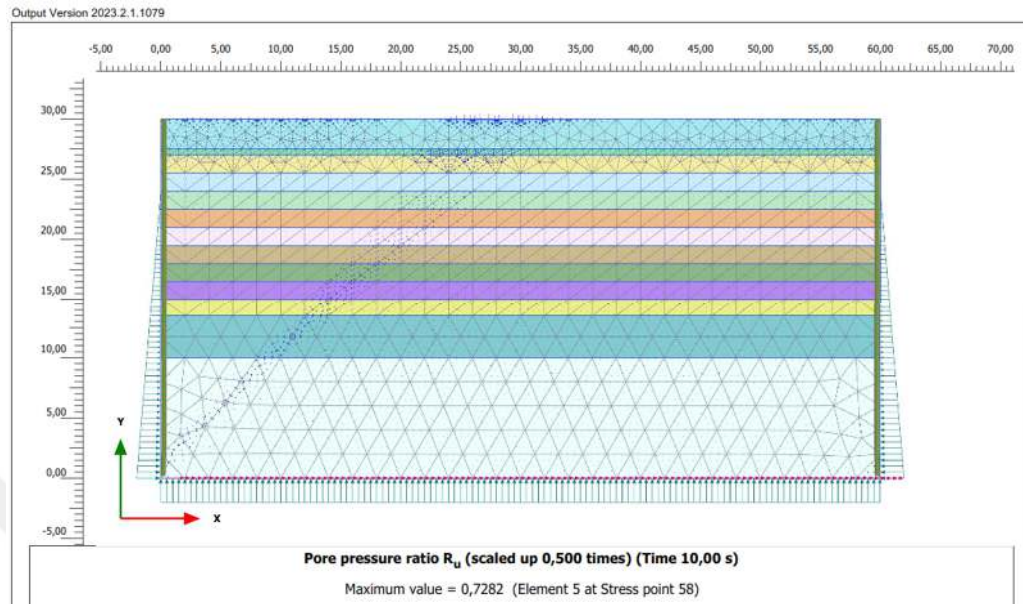 Output Version 2023.2.1.1079
-5,00 0,00 5,00 10,00 15,00 20,00 25,00 30,00 35,00 40,00 45,00 50,00 55,00 60,00 65,00 70,00
30,00
25,00
20,00
15,00
10,00
5,00
Y
0,00
X
-5,00
Pore pressure ratio Ru (scaled up 0,500 times) (Time 10,00 s)
Maximum value = 0,7282 (Element 5 at Stress point 58)